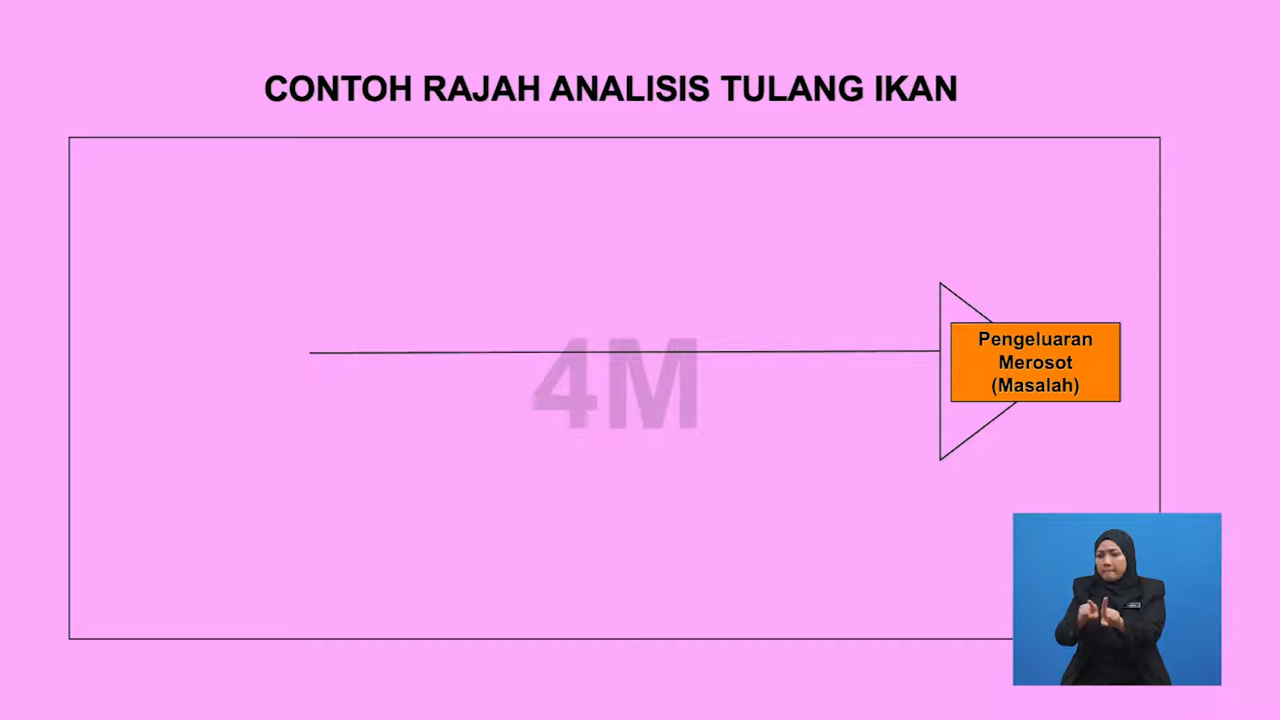 CONTOH RAJAH ANALISIS TULANG IKAN
4M
Pengeluaran
Merosot
(Masalah)